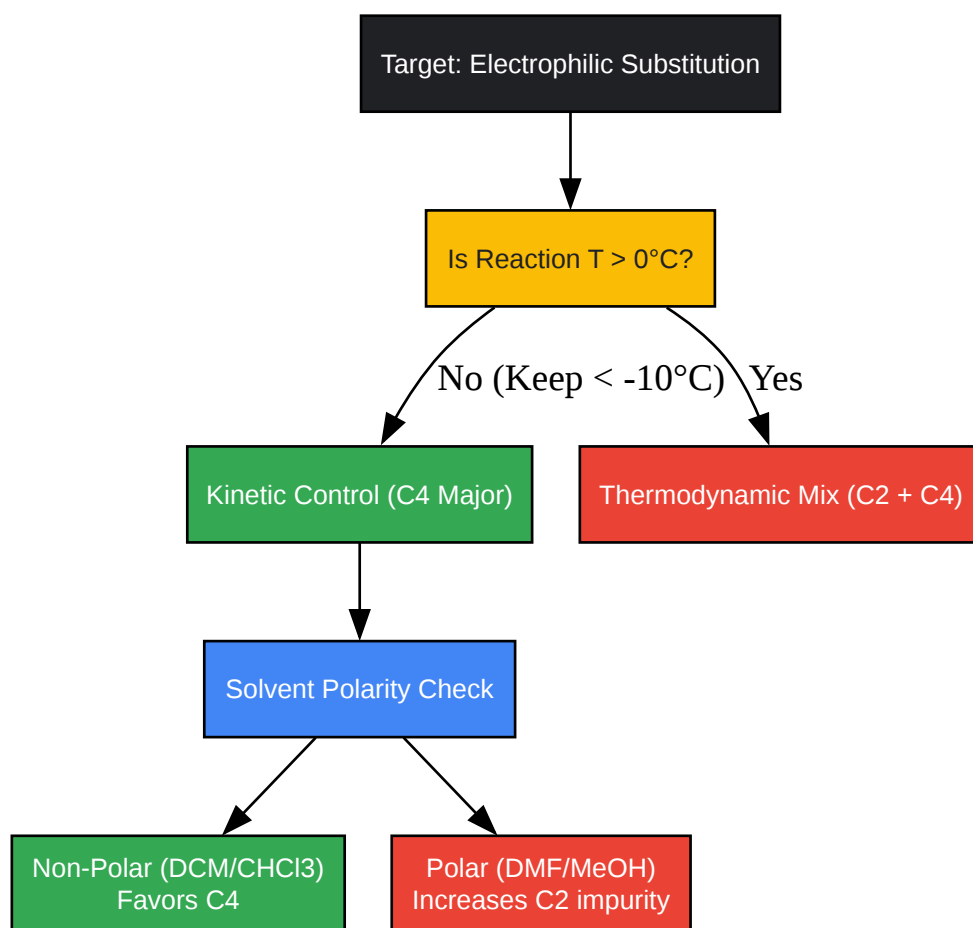 Target: Electrophilic Substitution
Is Reaction T > 0°C?
No (Keep < -10°C)
Yes
Kinetic Control (C4 Major)
Thermodynamic Mix (C2 + C4)
Solvent Polarity Check
Non-Polar (DCM/CHCl3)
Favors C4
Polar (DMF/MeOH)
Increases C2 impurity